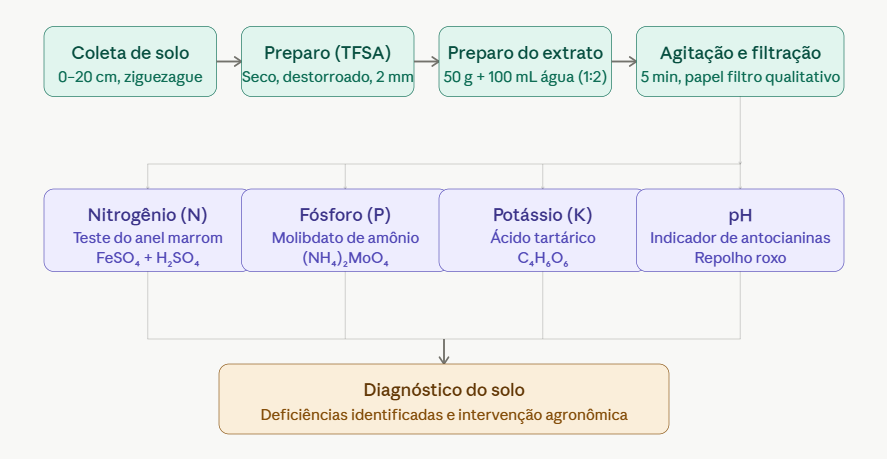 Coleta de solo
0–20 cm, ziguezague
Preparo (TFSA)
Seco, destorroado, 2 mm
Preparo do extrato
50 g + 100 mL água (1:2)
Agitação e filtração
5 min, papel filtro qualitativo
Nitrogênio (N)
Teste do anel marrom
FeSO₄ + H₂SO₄
Fósforo (P)
Molibdato de amônio
(NH₄)₂MoO₄
Potássio (K)
Ácido tartárico
C₄H₆O₆
pH
Indicador de antocianinas
Repolho roxo
Diagnóstico do solo
Deficiências identificadas e intervenção agronômica